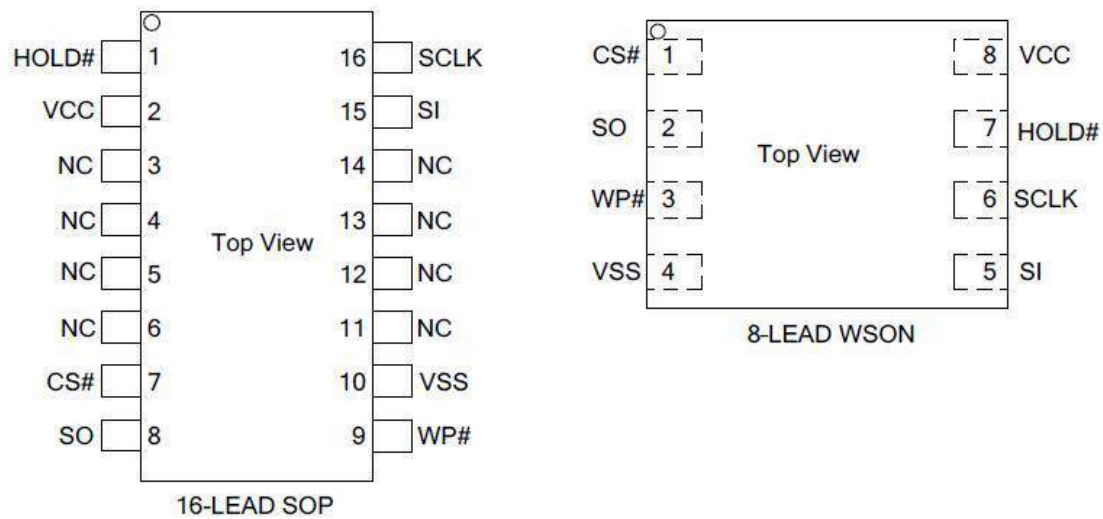 HOLD# 1 16 SCLK
VCC 2 15 SI
NC 3 14 NC
NC 4 13 NC
Top View
NC 5 12 NC
NC 6 11 NC
CS# 7 10 VSS
SO 8 9 WP#
16-LEAD SOP
CS# 1 8 VCC
SO 2 7 HOLD#
Top View
WP# 3 6 SCLK
VSS 4 5 SI
8-LEAD WSON